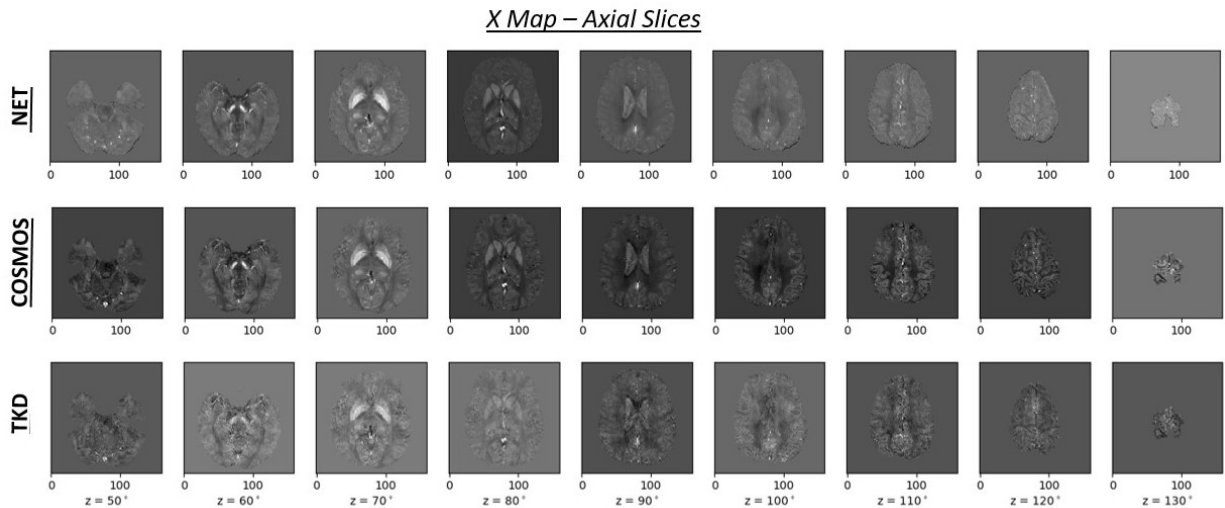 X Map – Axial Slices
NET
0 100 0 100 0 100 0 100 0 100 0 100 0 100 0 100 0 100
COSMOS
0 100 0 100 0 100 0 100 0 100 0 100 0 100 0 100 0 100
TKD
0 100 0 100 0 100 0 100 0 100 0 100 0 100 0 100 0 100
z = 50° z = 60° z = 70° z = 80° z = 90° z = 100° z = 110° z = 120° z = 130°